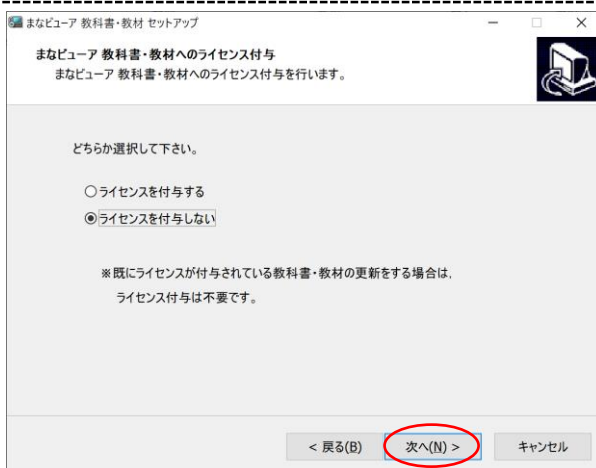 まなビューア 教科書・教材 セットアップ
まなビューア 教科書・教材へのライセンス付与
まなビューア 教科書・教材へのライセンス付与を行います。
どちらか選択して下さい。
ライセンスを付与する
ライセンスを付与しない
※既にライセンスが付与されている教科書・教材の更新をする場合は,
ライセンス付与は不要です。
< 戻る(B) 次へ(N) > キャンセル